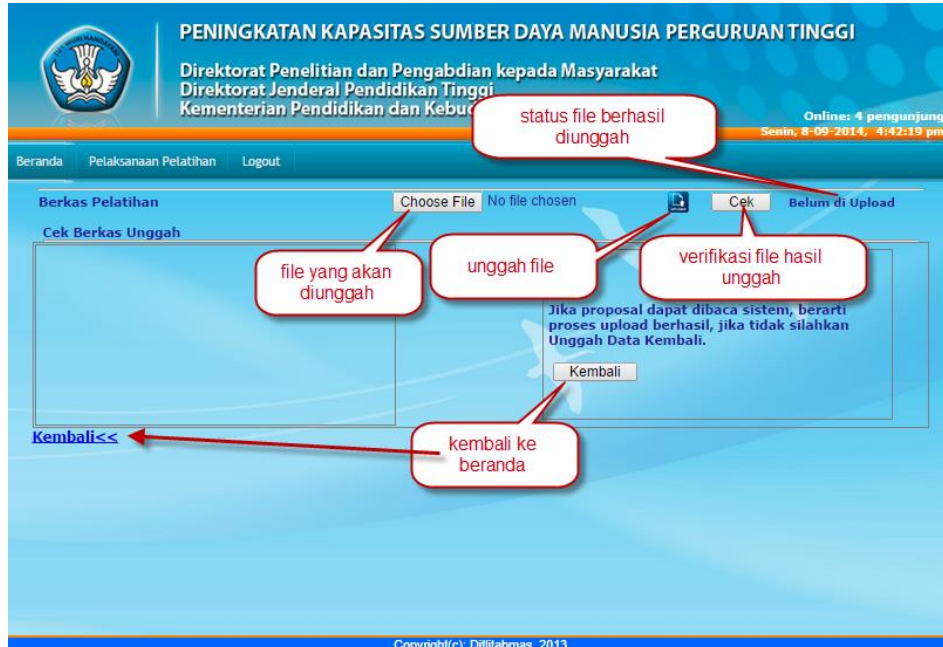 PENINGKATAN KAPASITAS SUMBER DAYA MANUSIA PERGURUAN TINGGI
Direktorat Penelitian dan Pengabdian kepada Masyarakat
Direktorat Jenderal Pendidikan Tinggi
Kementerian Pendidikan dan
status file berhasil
diunggah
Online: 4 pengunjung
Senin, 8-09-2014, 4:42:19 pm
Beranda Pelaksanaan Pelatihan Logout
Berkas Pelatihan
Choose File No file chosen
Cek
Belum di Upload
Cek Berkas Unggah
file yang akan
diunggah
unggah file
verifikasi file hasil
unggah
Jika proposal dapat dibaca sistem, berarti
proses upload berhasil, jika tidak silahkan
Unggah Data Kembali.
Kembali
Kembali<<
kembali ke
beranda
Copyright(c): Ditlitabmas, 2013